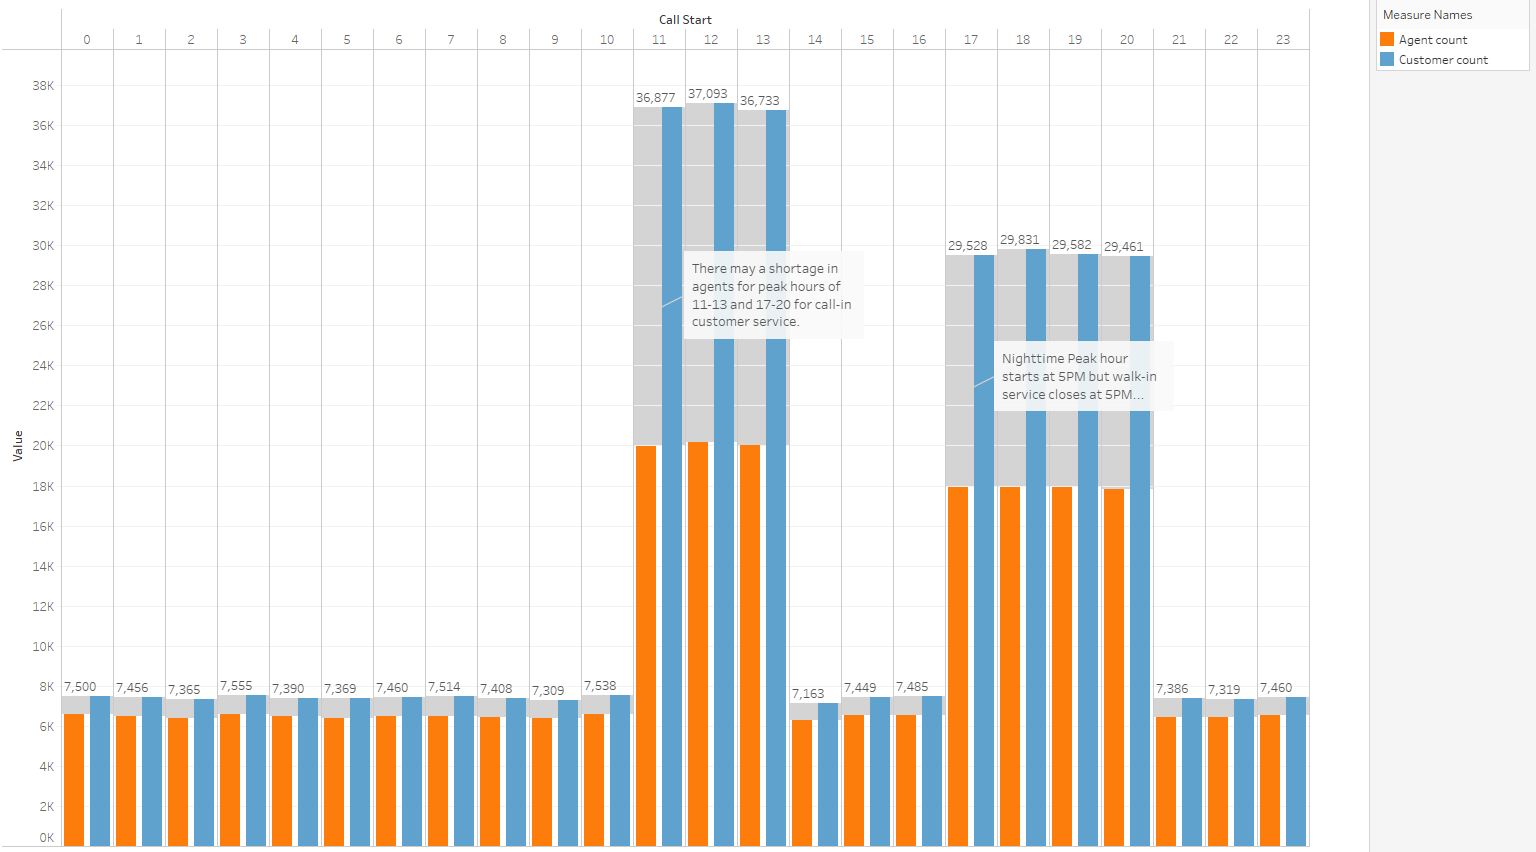 Call Start
0 1 2 3 4 5 6 7 8 9 10 11 12 13 14 15 16 17 18 19 20 21 22 23
Measure Names
Agent count
Customer count
Value
38K
36K
34K
32K
30K
28K
26K
24K
22K
20K
18K
16K
14K
12K
10K
8K
6K
4K
2K
0K
7,500 7,456 7,365 7,555 7,390 7,369 7,460 7,514 7,408 7,309 7,538 36,877 37,093 36,733 7,163 7,449 7,485 29,528 29,831 29,582 29,461 7,386 7,319 7,460
There may a shortage in
agents for peak hours of
11-13 and 17-20 for call-in
customer service.
Nighttime Peak hour
starts at 5PM but walk-in
service closes at 5PM...